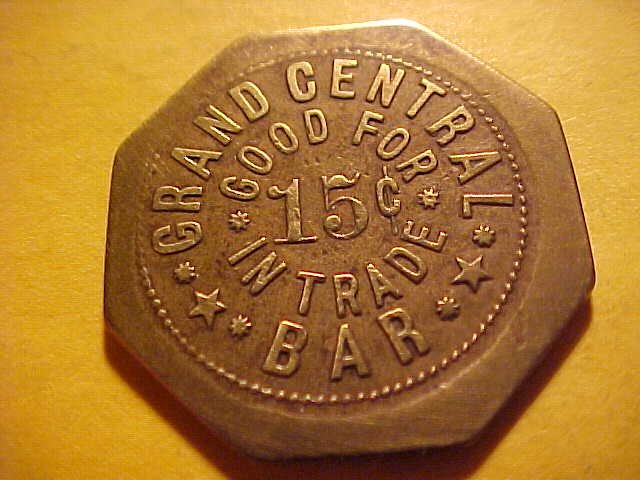 GRAND CENTRAL
GOOD FOR
15¢
IN TRADE
BAR